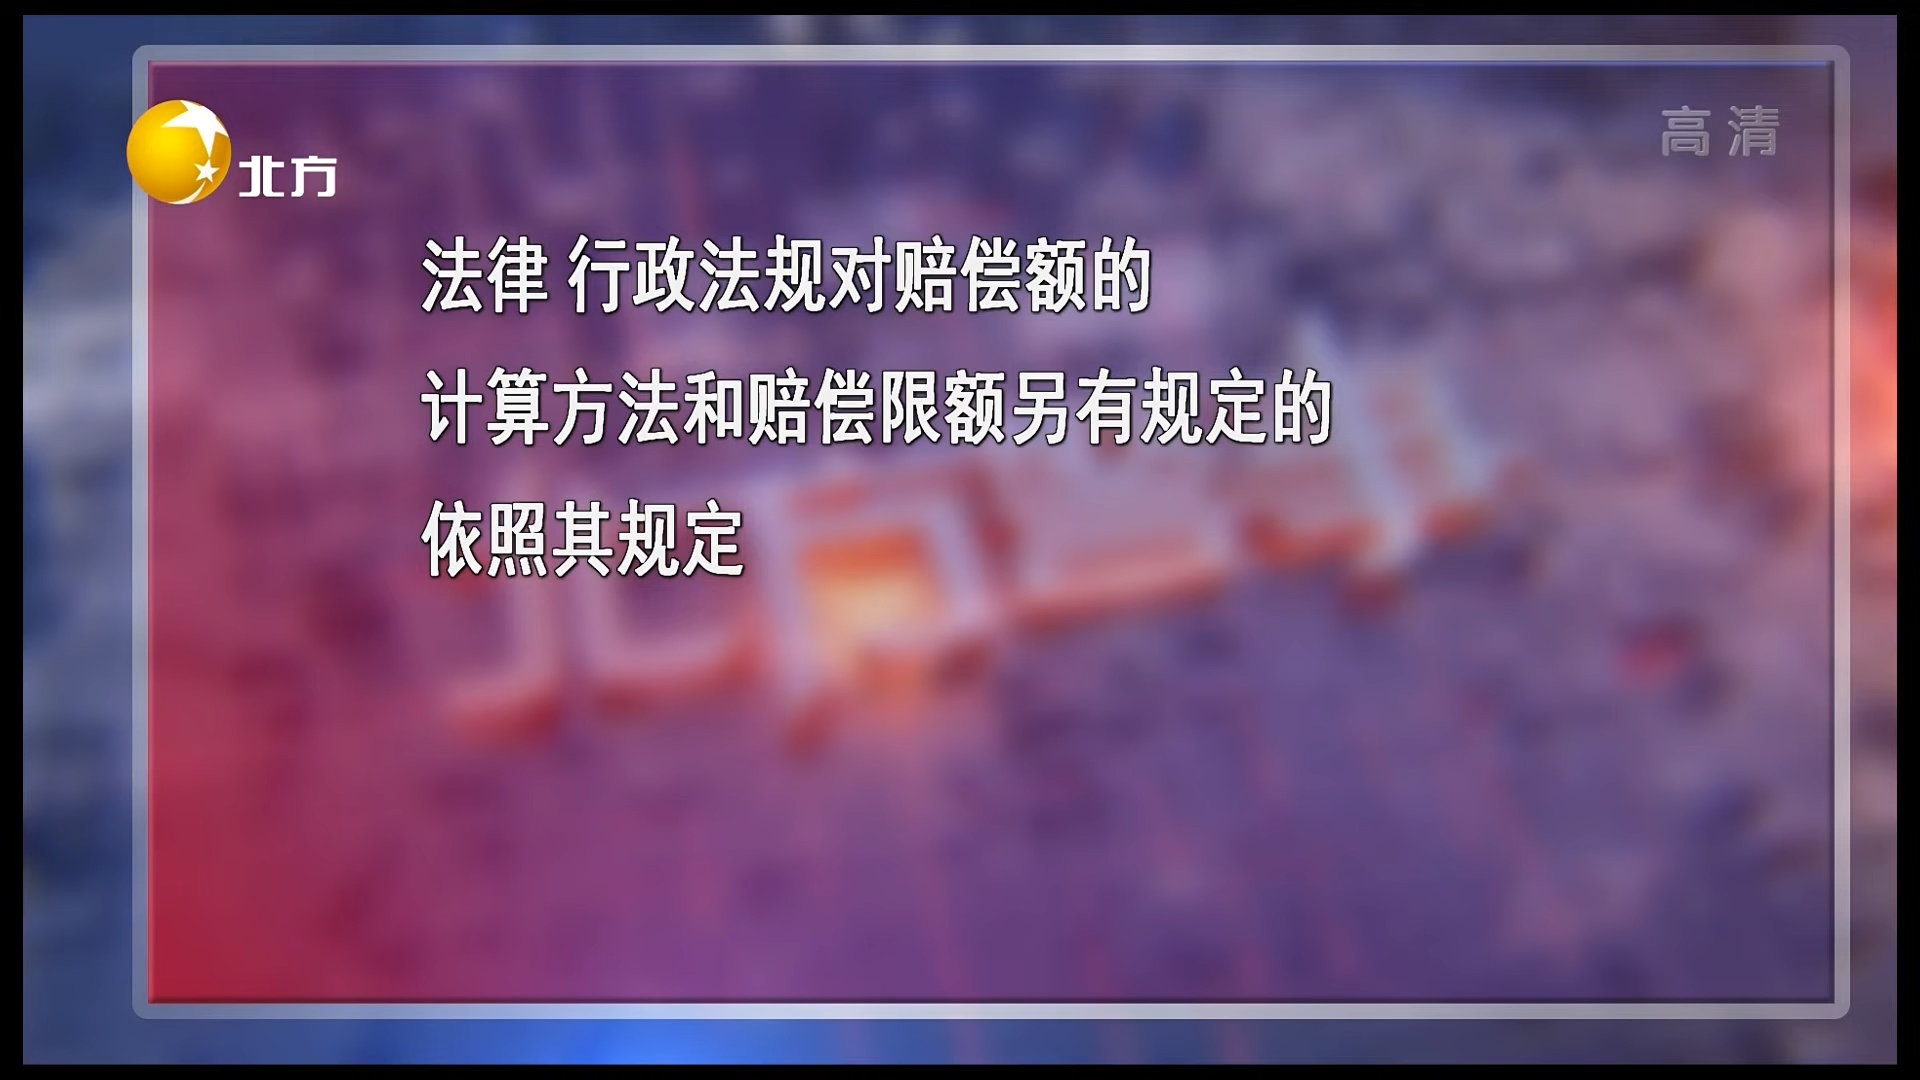 北方
高清
法律 行政法规对赔偿额的
计算方法和赔偿限额另有规定的
依照其规定